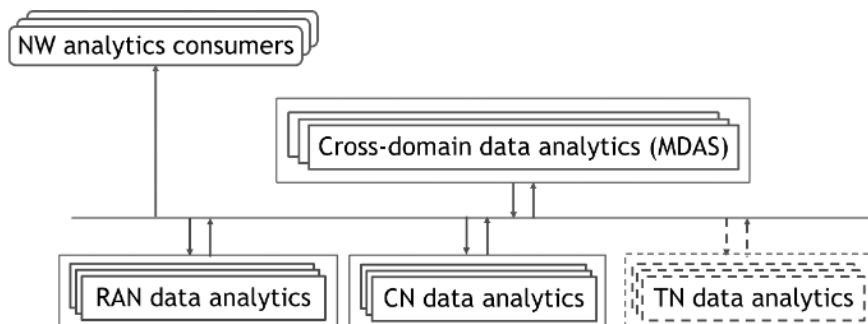 NW analytics consumers
Cross-domain data analytics (MDAS)
RAN data analytics
CN data analytics
TN data analytics